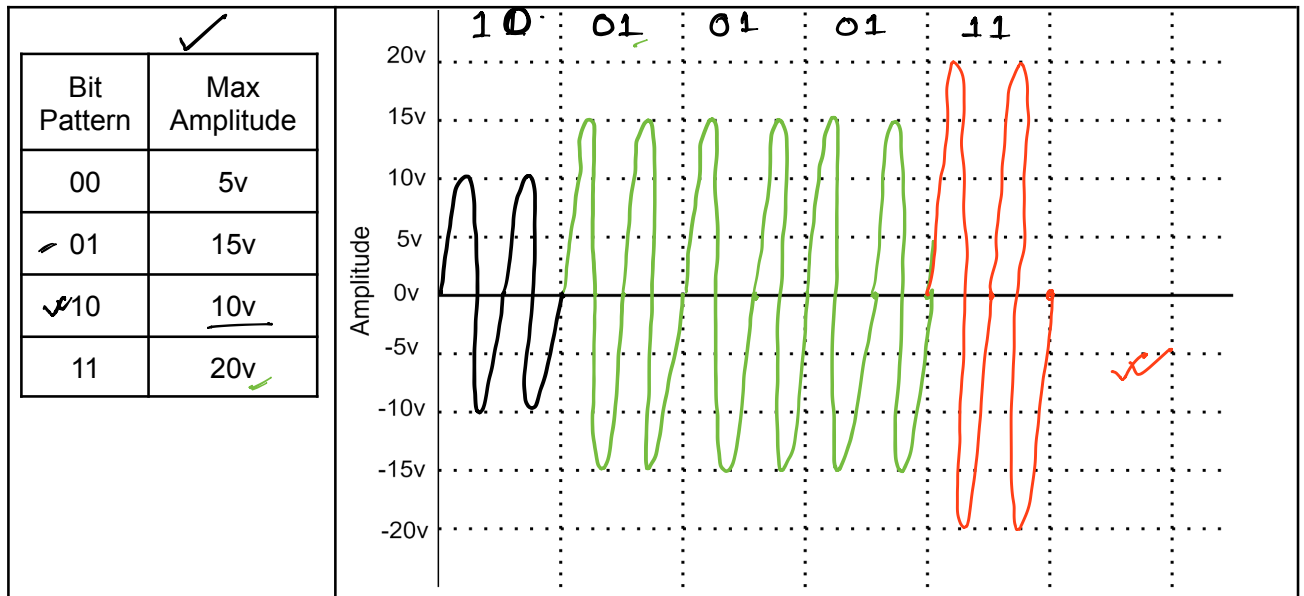 Bit Pattern
Max Amplitude
00 5v
01 15v
10 10v
11 20v
10 01 01 01 11
Amplitude
20v
15v
10v
5v
0v
-5v
-10v
-15v
-20v